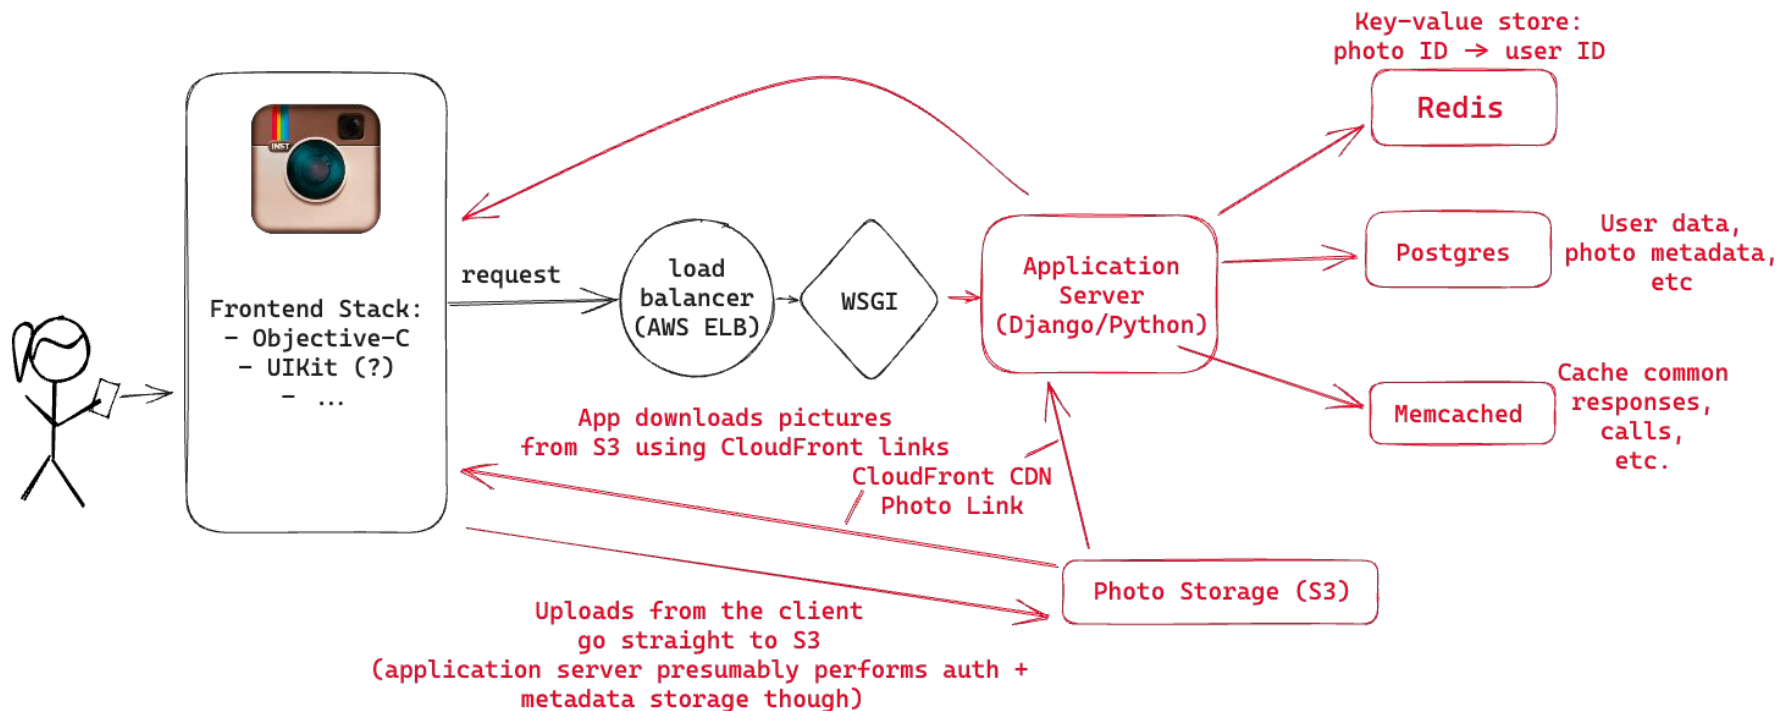 Key-value store:
photo ID → user ID
Redis
INST
Frontend Stack:
- Objective-C
- UIKit (?)
- ...
request
load
balancer
(AWS ELB)
WSGI
Application
Server
(Django/Python)
Postgres
User data,
photo metadata,
etc
Memcached
Cache common
responses,
calls,
etc.
App downloads pictures
from S3 using CloudFront links
CloudFront CDN
Photo Link
Photo Storage (S3)
Uploads from the client
go straight to S3
(application server presumably performs auth +
metadata storage though)